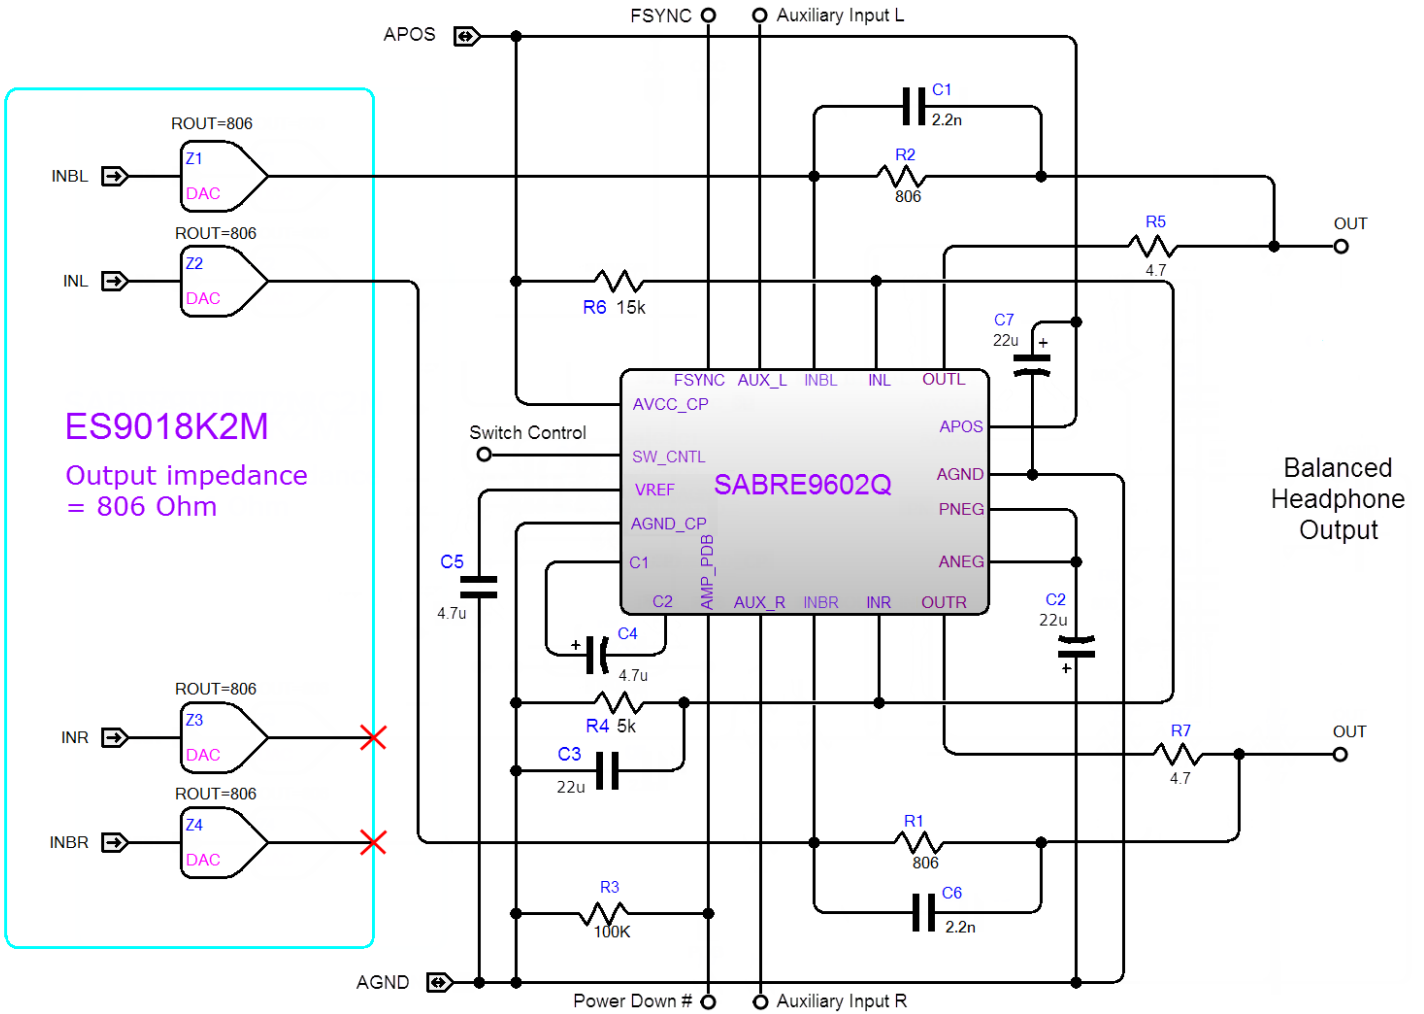 FSYNC
Auxiliary Input L
APOS
C1
2.2n
ROUT=806
Z1
DAC
INBL
R2
806
ROUT=806
Z2
DAC
INL
R5
4.7
OUT
R6 15k
C7
22u
+
FSYNC AUX_L INBL INL OUTL
AVCC_CP
APOS
Switch Control
SW_CNTL
AGND
VREF
SABRE9602Q
PNEG
AGND_CP
C1
ANEG
C2
AMP_PDB
AUX_R INBR INR OUTR
ES9018K2M
Output impedance
= 806 Ohm
Balanced
Headphone
Output
C5
4.7u
C2
22u
+
+
C4
4.7u
ROUT=806
Z3
DAC
INR
R4 5k
C3
22u
R7
4.7
OUT
ROUT=806
Z4
DAC
INBR
R1
806
C6
2.2n
R3
100K
AGND
Power Down #
Auxiliary Input R